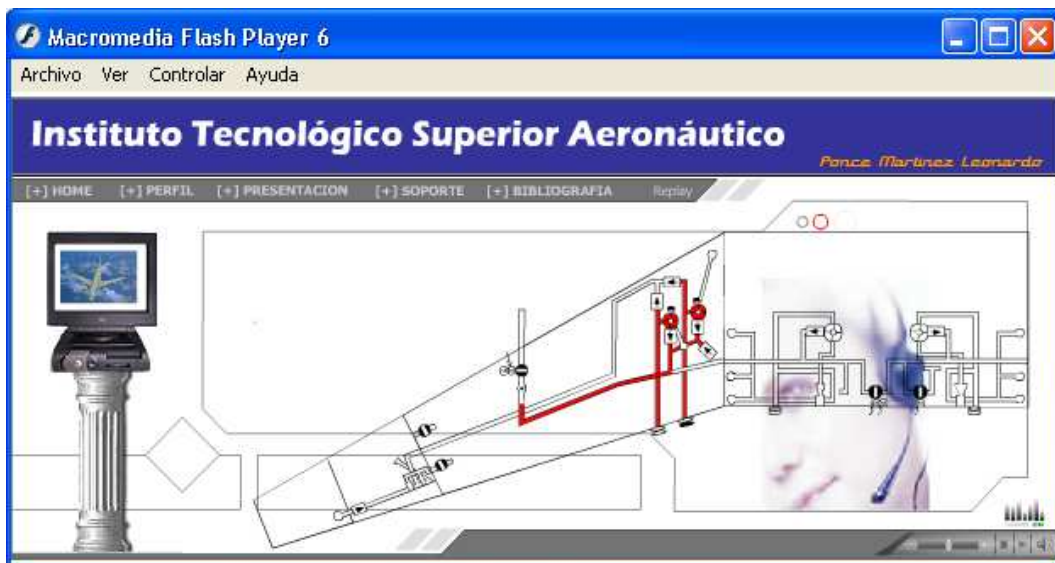 Macromedia Flash Player 6
Archivo Ver Controlar Ayuda
Instituto Tecnológico Superior Aeronáutico
Ponce Martinez Leonardo
[+] HOME [+] PERFIL [+] PRESENTACION [+] SOPORTE [+] BIBLIOGRAFIA Replay